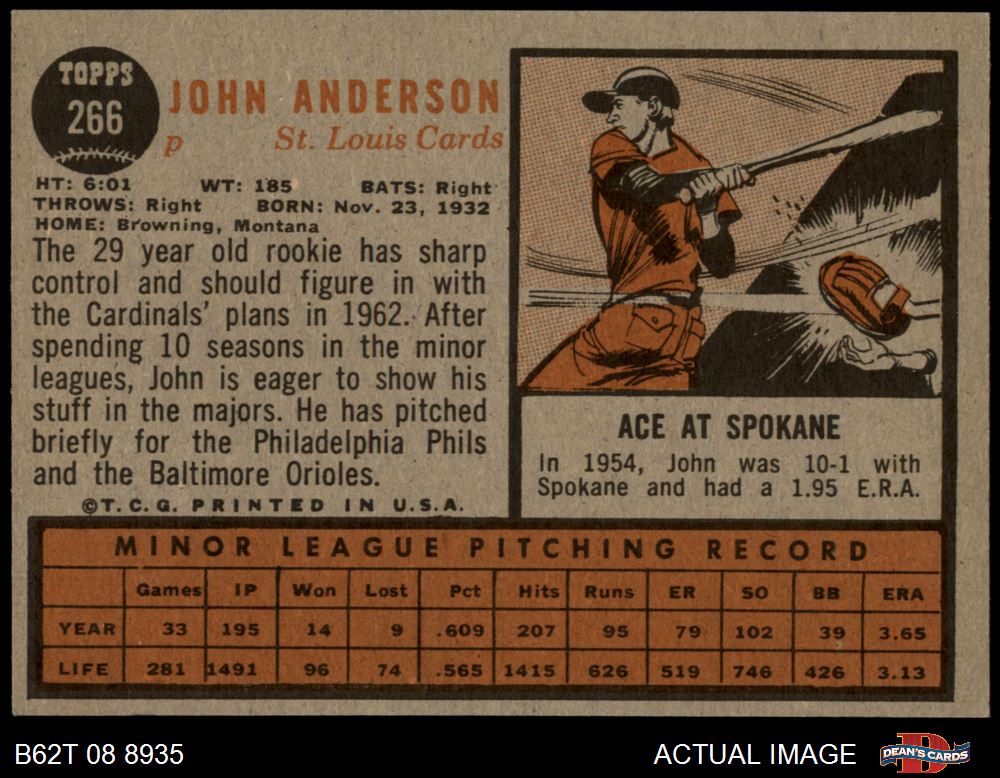 TOPPS
266
JOHN ANDERSON
p St. Louis Cards
HT: 6:01 WT: 185 BATS: Right
THROWS: Right BORN: Nov. 23, 1932
HOME: Browning, Montana
The 29 year old rookie has sharp
control and should figure in with
the Cardinals' plans in 1962. After
spending 10 seasons in the minor
leagues, John is eager to show his
stuff in the majors. He has pitched
briefly for the Philadelphia Phils
and the Baltimore Orioles.
©T.C.G. PRINTED IN U.S.A.
ACE AT SPOKANE
In 1954, John was 10-1 with
Spokane and had a 1.95 E.R.A.
MINOR LEAGUE PITCHING RECORD
Games IP Won Lost Pct Hits Runs ER SO BB ERA
YEAR 33 195 14 9 .609 207 95 79 102 39 3.65
LIFE 281 1491 96 74 .565 1415 626 519 746 426 3.13
B62T 08 8935
ACTUAL IMAGE
D
DEAN'S CARDS